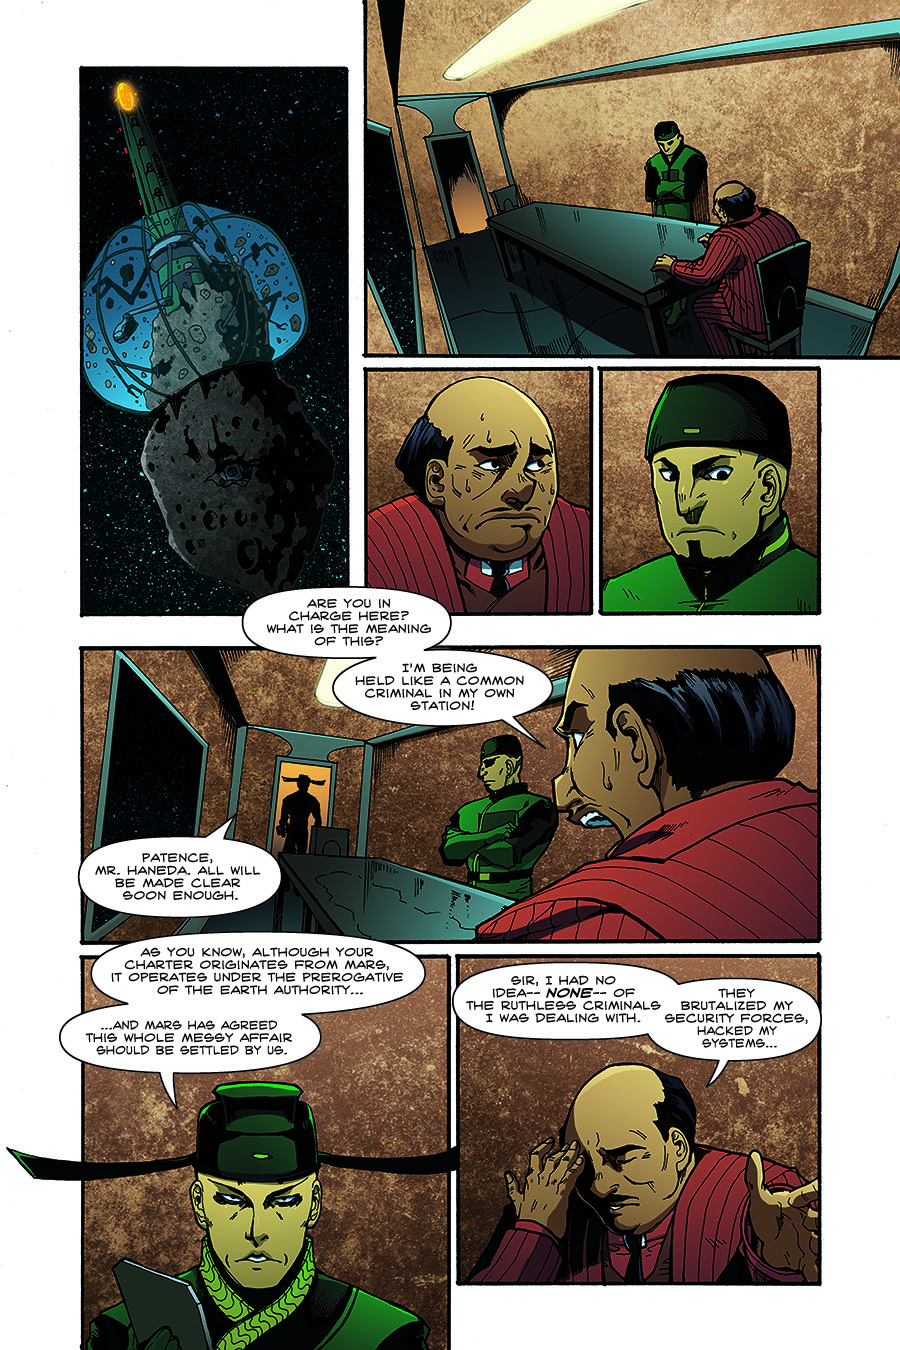 ARE YOU IN
CHARGE HERE?
WHAT IS THE MEANING
OF THIS?
I'M BEING
HELD LIKE A COMMON
CRIMINAL IN MY OWN
STATION!
PATENCE,
MR. HANEDA. ALL WILL
BE MADE CLEAR
SOON ENOUGH.
AS YOU KNOW, ALTHOUGH YOUR
CHARTER ORIGINATES FROM MARS,
IT OPERATES UNDER THE PREROGATIVE
OF THE EARTH AUTHORITY...
...AND MARS HAS AGREED
THIS WHOLE MESSY AFFAIR
SHOULD BE SETTLED BY US.
SIR, I HAD NO
IDEA-- NONE-- OF
THE RUTHLESS CRIMINALS
I WAS DEALING WITH.
THEY
BRUTALIZED MY
SECURITY FORCES,
HACKED MY
SYSTEMS...